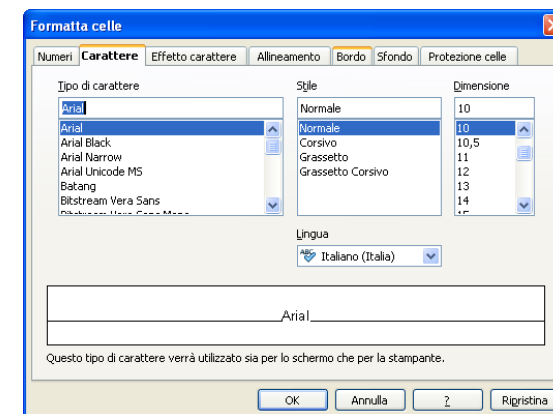 Formatta celle
Numeri Carattere Effetto carattere Allineamento Bordo Sfondo Protezione celle
Tipo di carattere Stile Dimensione
Arial Normale 10
Arial Normale 10
Arial Black Corsivo 10,5
Arial Narrow Grassetto 11
Arial Unicode MS Grassetto Corsivo 12
Batang 13
Bitstream Vera Sans 14
Lingua
ABC Italiano (Italia)
Arial
Questo tipo di carattere verrà utilizzato sia per lo schermo che per la stampante.
OK Annulla ? Ripristina